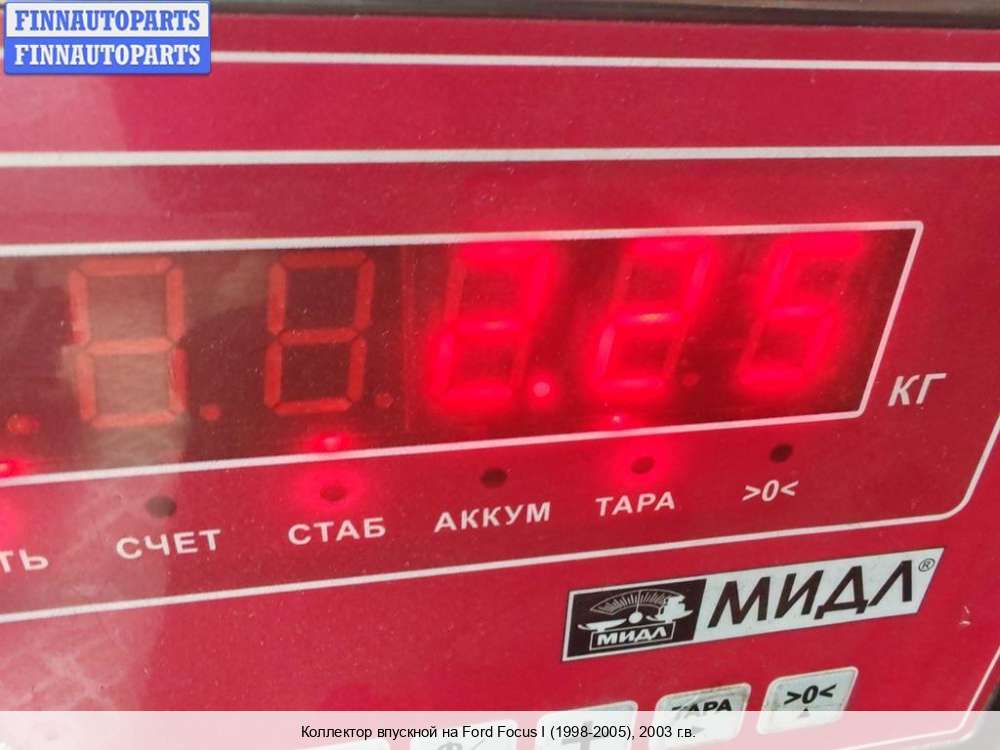 FINNAUTOPARTS
FINNAUTOPARTS
2.25
КГ
СЧЕТ
СТАБ
АККУМ
ТАРА
>0<
МИДЛ
МИДЛ®
ТАРА
>0<
Коллектор впускной на Ford Focus I (1998-2005), 2003 г.в.